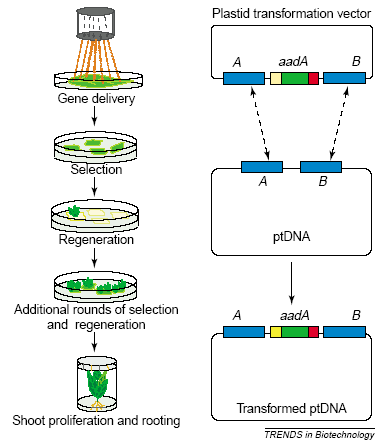 Gene delivery
Selection
Regeneration
Additional rounds of selection
and regeneration
Shoot proliferation and rooting
Plastid transformation vector
A aadA B
A B
ptDNA
A aadA B
Transformed ptDNA
TRENDS in Biotechnology